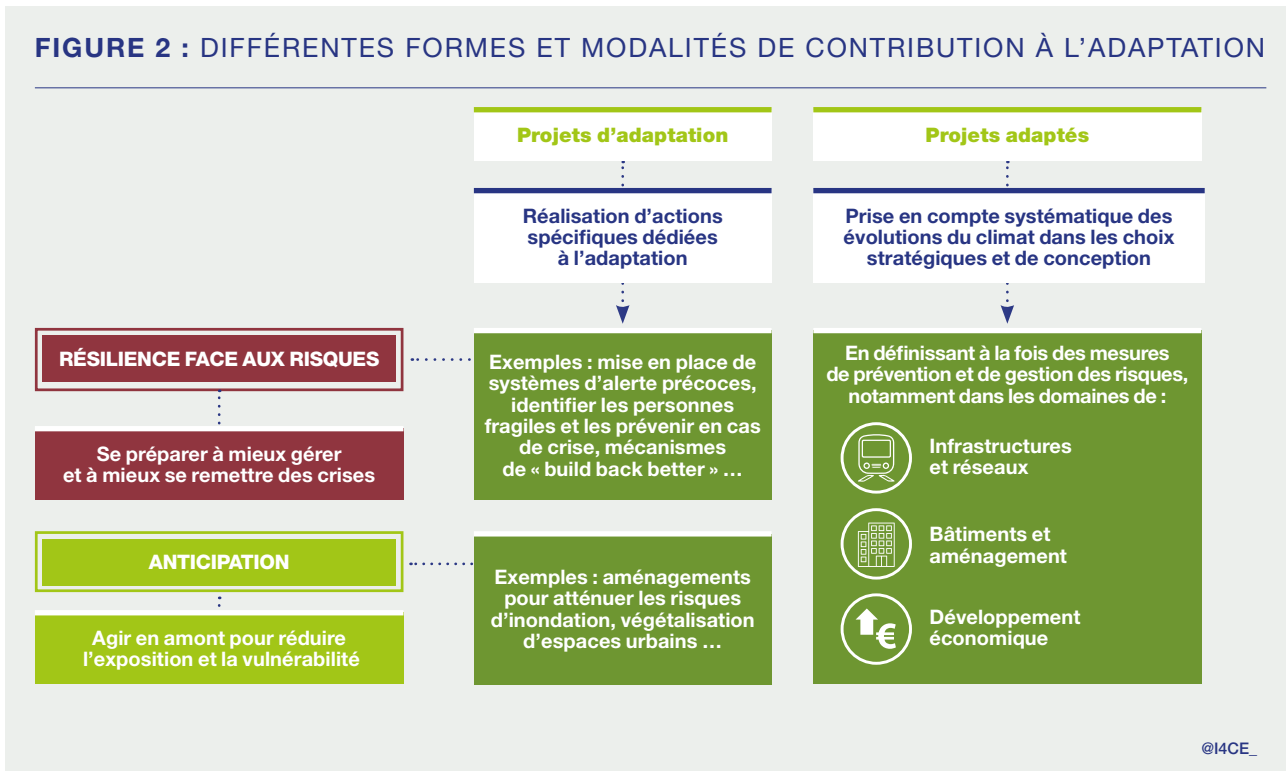 FIGURE 2 : DIFFÉRENTES FORMES ET MODALITÉS DE CONTRIBUTION À L'ADAPTATION
Projets d'adaptation
Projets adaptés
Réalisation d'actions
spécifiques dédiées
à l'adaptation
Prise en compte systématique des
évolutions du climat dans les choix
stratégiques et de conception
RÉSILIENCE FACE AUX RISQUES
Se préparer à mieux gérer
et à mieux se remettre des crises
Exemples : mise en place de
systèmes d'alerte précoces,
identifier les personnes
fragiles et les prévenir en cas
de crise, mécanismes
de « build back better » …
En définissant à la fois des mesures
de prévention et de gestion des risques,
notamment dans les domaines de :
Infrastructures
et réseaux
Bâtiments et
aménagement
€
Développement
économique
ANTICIPATION
Agir en amont pour réduire
l'exposition et la vulnérabilité
Exemples : aménagements
pour atténuer les risques
d'inondation, végétalisation
d'espaces urbains …
@I4CE_